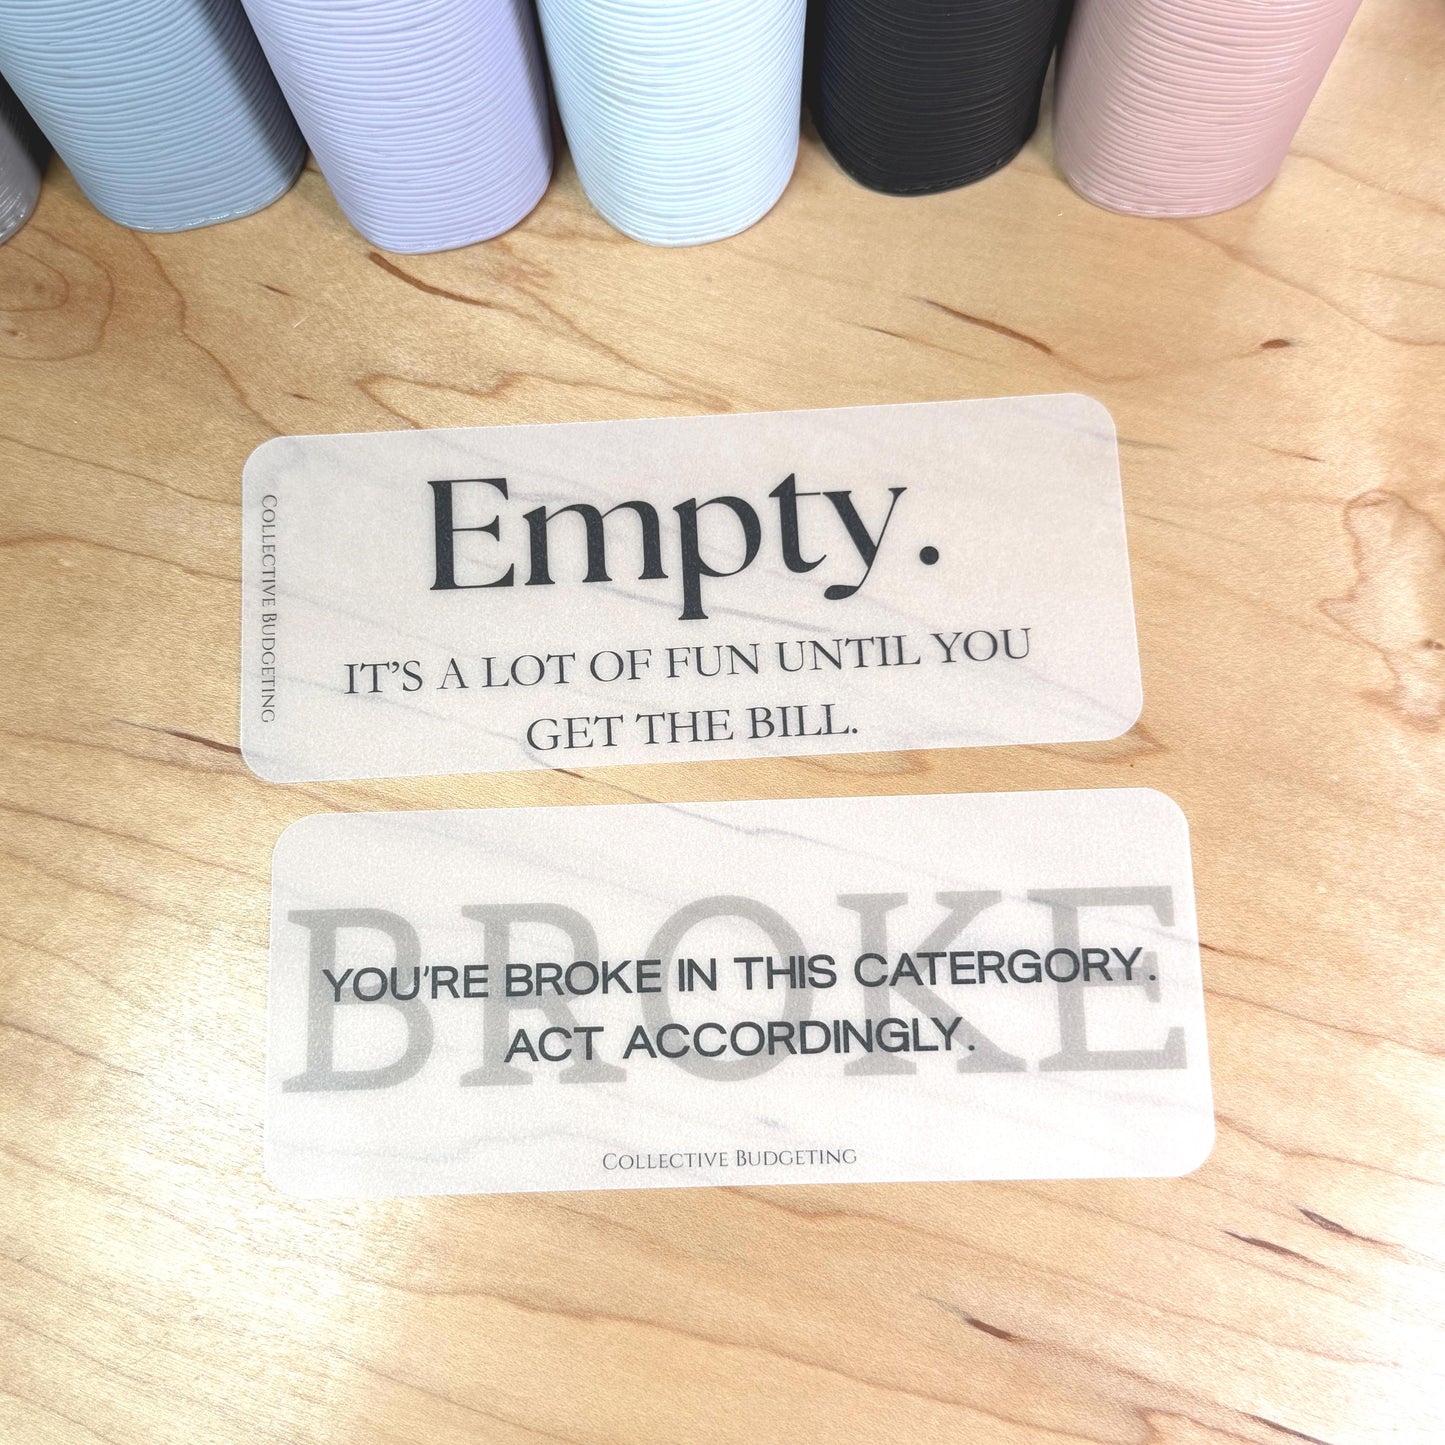 Empty.
IT'S A LOT OF FUN UNTIL YOU
GET THE BILL.
COLLECTIVE BUDGETING
BROKE
YOU'RE BROKE IN THIS CATERGORY.
ACT ACCORDINGLY.
COLLECTIVE BUDGETING